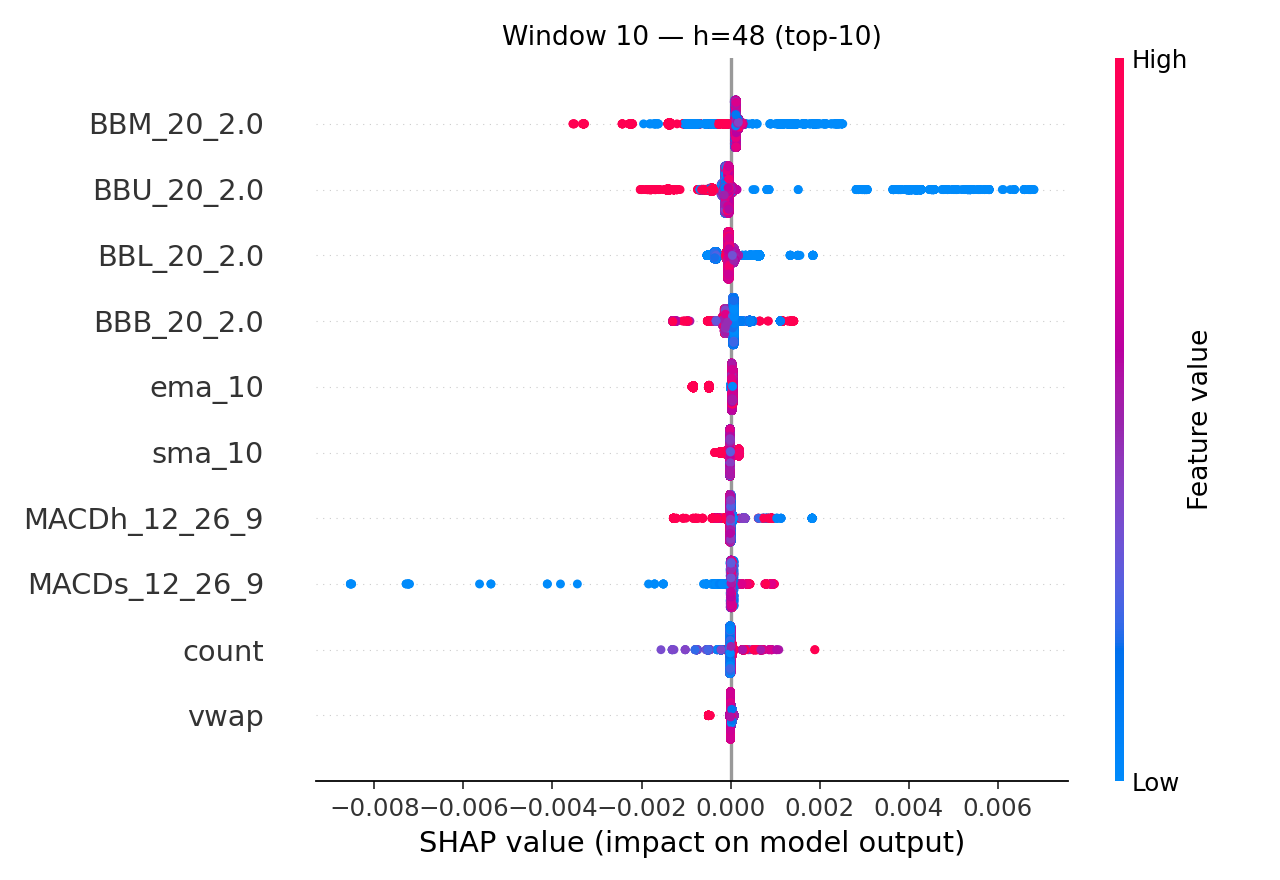 Window 10 — h=48 (top-10)
High
BBM_20_2.0
BBU_20_2.0
BBL_20_2.0
BBB_20_2.0
ema_10
sma_10
MACDh_12_26_9
MACDs_12_26_9
count
vwap
Feature value
Low
−0.008 −0.006 −0.004 −0.002 0.000 0.002 0.004 0.006
SHAP value (impact on model output)